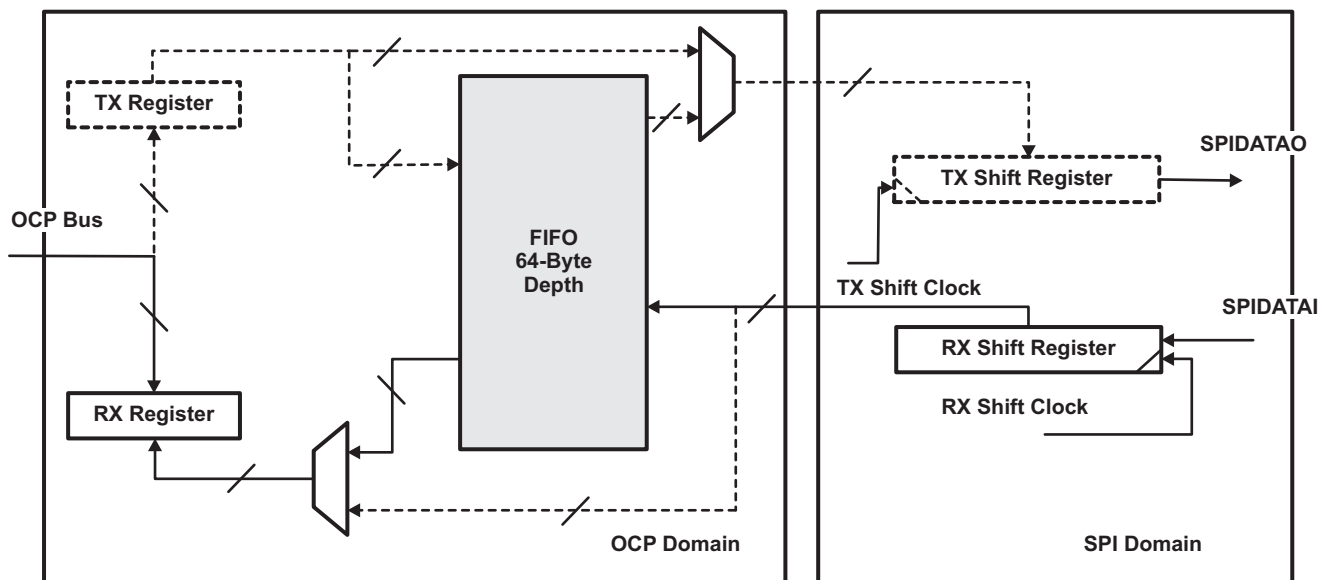 TX Register
SPIDATAO
TX Shift Register
OCP Bus
FIFO
64-Byte
Depth
TX Shift Clock
SPIDATAI
RX Shift Register
RX Register
RX Shift Clock
OCP Domain
SPI Domain